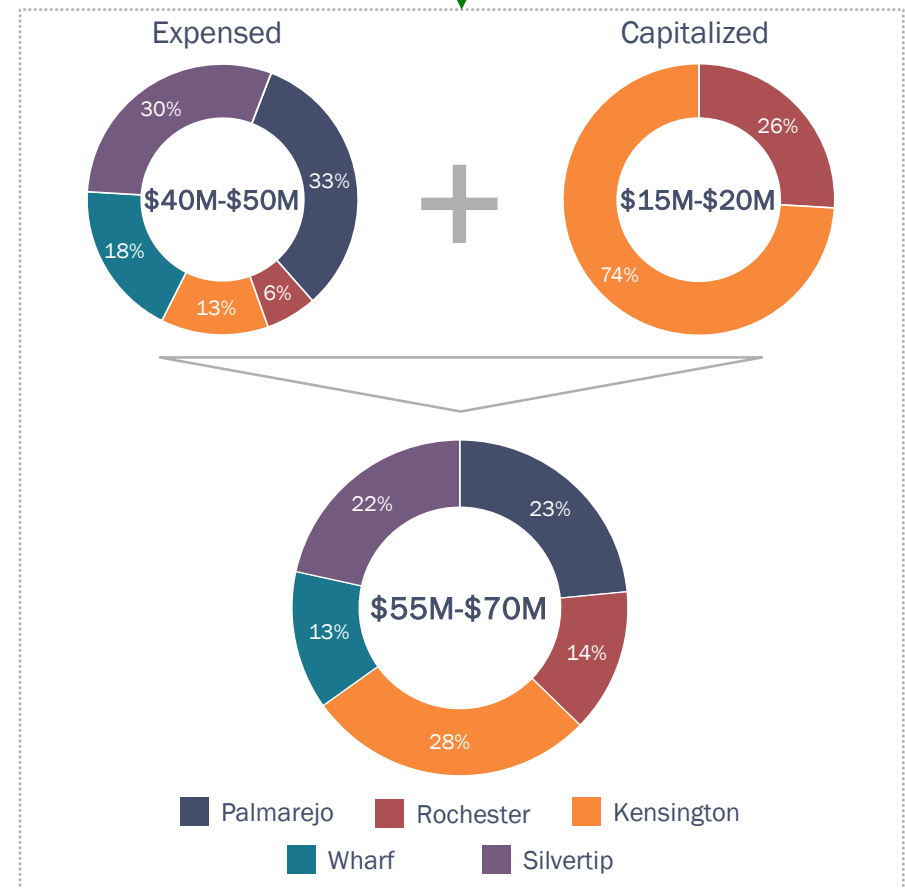 Expensed
Capitalized
30%
33%
18%
13%
6%
$40M-$50M
26%
74%
$15M-$20M
22%
23%
13%
14%
28%
$55M-$70M
Palmarejo
Rochester
Kensington
Wharf
Silvertip